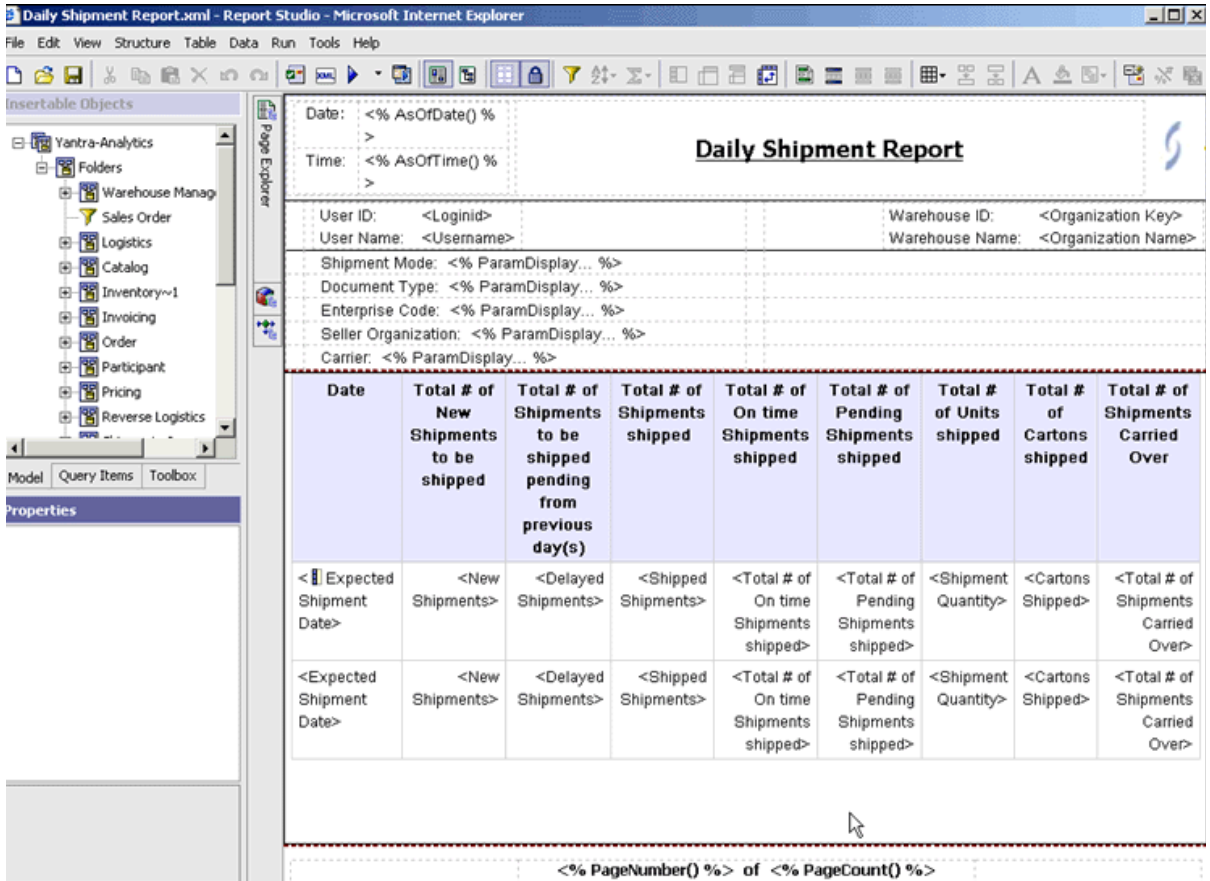 Daily Shipment Report.xml - Report Studio - Microsoft Internet Explorer
File Edit View Structure Table Data Run Tools Help
Insertable Objects
Yantra-Analytics
Folders
Warehouse Manag
Sales Order
Logistics
Catalog
Inventory~1
Invoicing
Order
Participant
Pricing
Reverse Logistics
Model Query Items Toolbox
Properties
Page Explorer
Date: <% AsOfDate() %
>
Time: <% AsOfTime() %
>
Daily Shipment Report
User ID: <Loginid> Warehouse ID: <Organization Key>
User Name: <Username> Warehouse Name: <Organization Name>
Shipment Mode: <% ParamDisplay... %>
Document Type: <% ParamDisplay... %>
Enterprise Code: <% ParamDisplay... %>
Seller Organization: <% ParamDisplay... %>
Carrier: <% ParamDisplay... %>
Date Total # of Total # of Total # of Total # of Total # of Total # Total # Total # of
New Shipments Shipments On time Pending of Units of Shipments
Shipments to be shipped Shipments Shipments shipped Cartons Carried
to be shipped shipped shipped shipped Over
shipped pending
from
previous
day(s)
<Expected <New <Delayed <Shipped <Total # of <Total # of <Shipment <Cartons <Total # of
Shipment Shipments> Shipments> Shipments> On time Pending Quantity> Shipped> Shipments
Date> Shipments Shipments Carried
shipped> shipped> Over>
<Expected <New <Delayed <Shipped <Total # of <Total # of <Shipment <Cartons <Total # of
Shipment Shipments> Shipments> Shipments> On time Pending Quantity> Shipped> Shipments
Date> Shipments Shipments Carried
shipped> shipped> Over>
<% PageNumber() %> of <% PageCount() %>